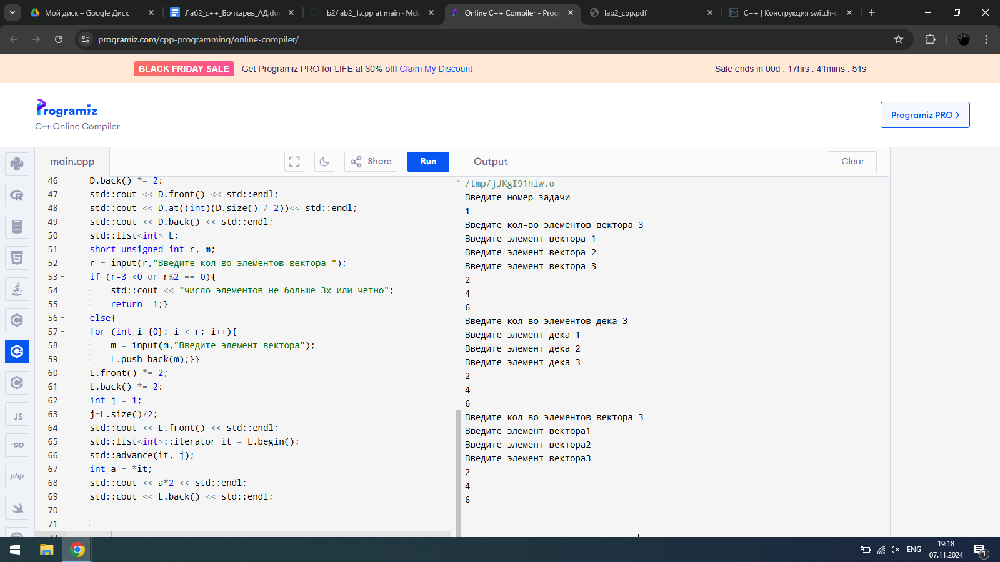 Мой диск – Google Диск
Лаб2_с++_Бочкарев_АД.do
lb2/lab2_1.cpp at main · Mdc
Online C++ Compiler - Prog
lab2_cpp.pdf
C++ | Конструкция switch-c
programiz.com/cpp-programming/online-compiler/
BLACK FRIDAY SALE Get Programiz PRO for LIFE at 60% off! Claim My Discount
Sale ends in 00d : 17hrs : 41mins : 51s
Programiz
C++ Online Compiler
Programiz PRO ❯
main.cpp
Share
Run
Output
Clear
46 D.back() *= 2;
47 std::cout << D.front() << std::endl;
48 std::cout << D.at((int)(D.size() / 2))<< std::endl;
49 std::cout << D.back() << std::endl;
50 std::list<int> L;
51 short unsigned int r, m;
52 r = input(r,"Введите кол-во элементов вектора ");
53 if (r-3 <0 or r%2 == 0){
54 std::cout << "число элементов не больше 3х или четно";
55 return -1;}
56 else{
57 for (int i {0}; i < r; i++){
58 m = input(m,"Введите элемент вектора");
59 L.push_back(m);}}
60 L.front() *= 2;
61 L.back() *= 2;
62 int j = 1;
63 j=L.size()/2;
64 std::cout << L.front() << std::endl;
65 std::list<int>::iterator it = L.begin();
66 std::advance(it, j);
67 int a = *it;
68 std::cout << a*2 << std::endl;
69 std::cout << L.back() << std::endl;
70
71
/tmp/jJKgI91hiw.o
Введите номер задачи
1
Введите кол-во элементов вектора 3
Введите элемент вектора 1
Введите элемент вектора 2
Введите элемент вектора 3
2
4
6
Введите кол-во элементов дека 3
Введите элемент дека 1
Введите элемент дека 2
Введите элемент дека 3
2
4
6
Введите кол-во элементов вектора 3
Введите элемент вектора1
Введите элемент вектора2
Введите элемент вектора3
2
4
6
JS
GO
php
ENG
19:18
07.11.2024
1